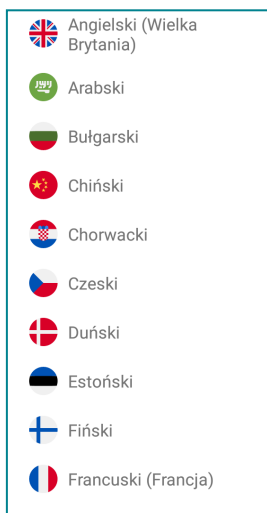 Angielski (Wielka
Brytania)
Arabski
Bułgarski
Chiński
Chorwacki
Czeski
Duński
Estoński
Fiński
Francuski (Francja)